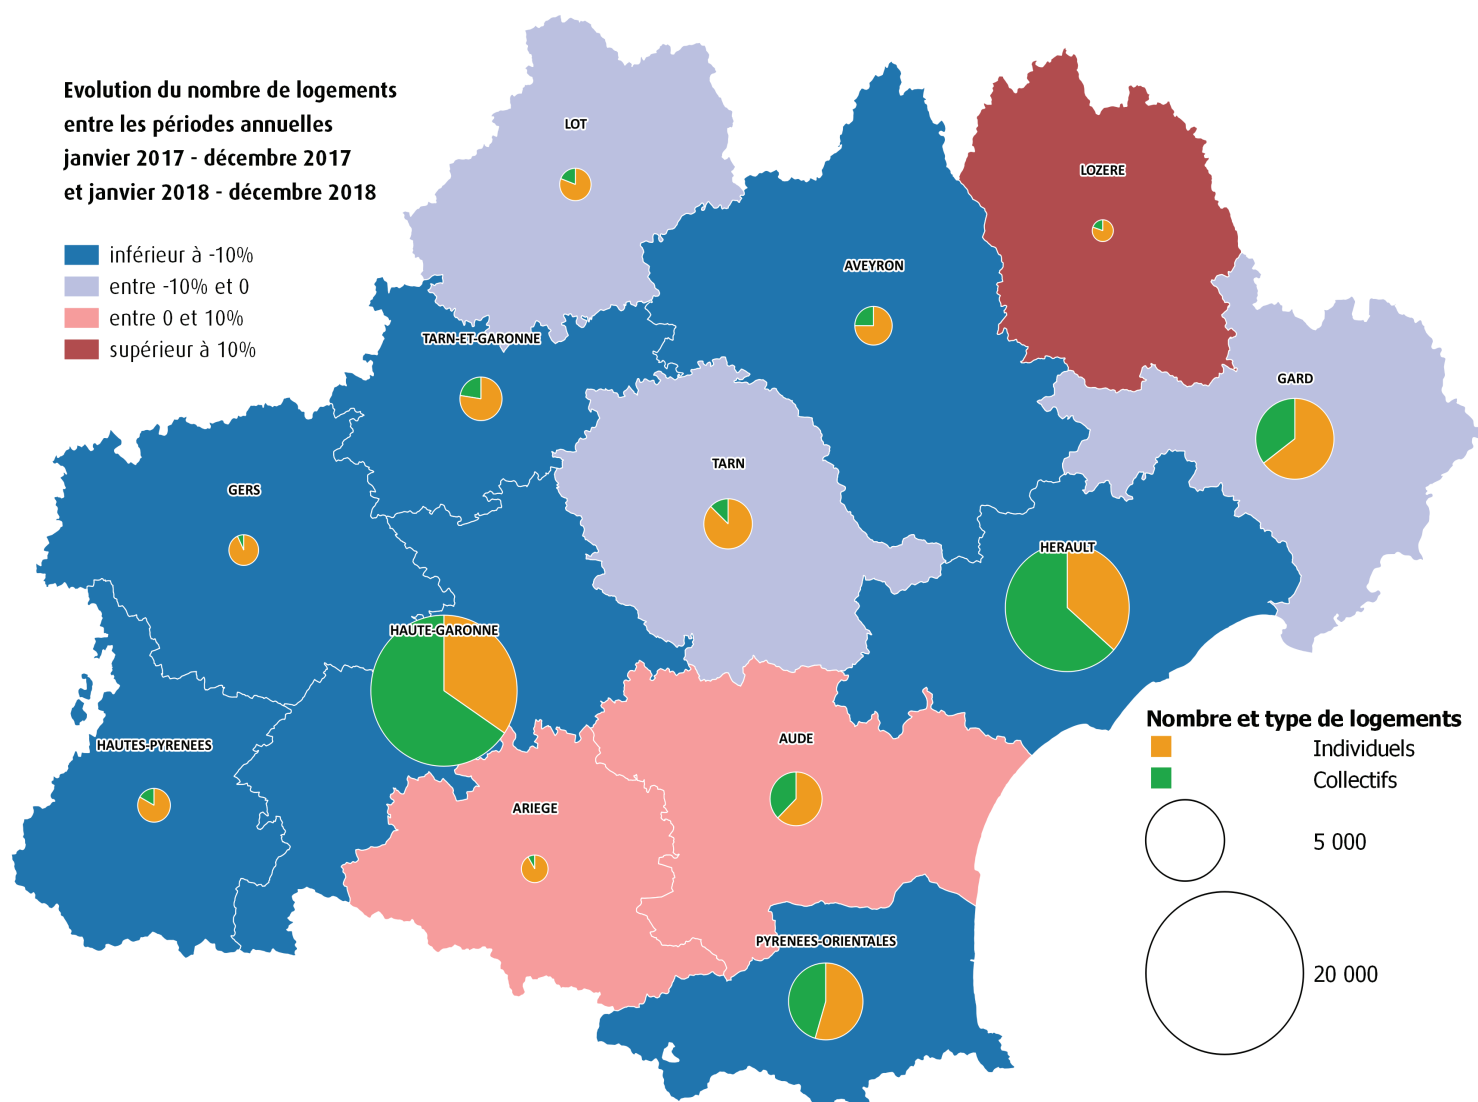 Evolution du nombre de logements
entre les périodes annuelles
janvier 2017 - décembre 2017
et janvier 2018 - décembre 2018
inférieur à -10%
entre -10% et 0
entre 0 et 10%
supérieur à 10%
LOT
LOZERE
AVEYRON
TARN-ET-GARONNE
GARD
TARN
GERS
HERAULT
HAUTE-GARONNE
HAUTES-PYRENEES
AUDE
ARIEGE
PYRENEES-ORIENTALES
Nombre et type de logements
Individuels
Collectifs
5 000
20 000